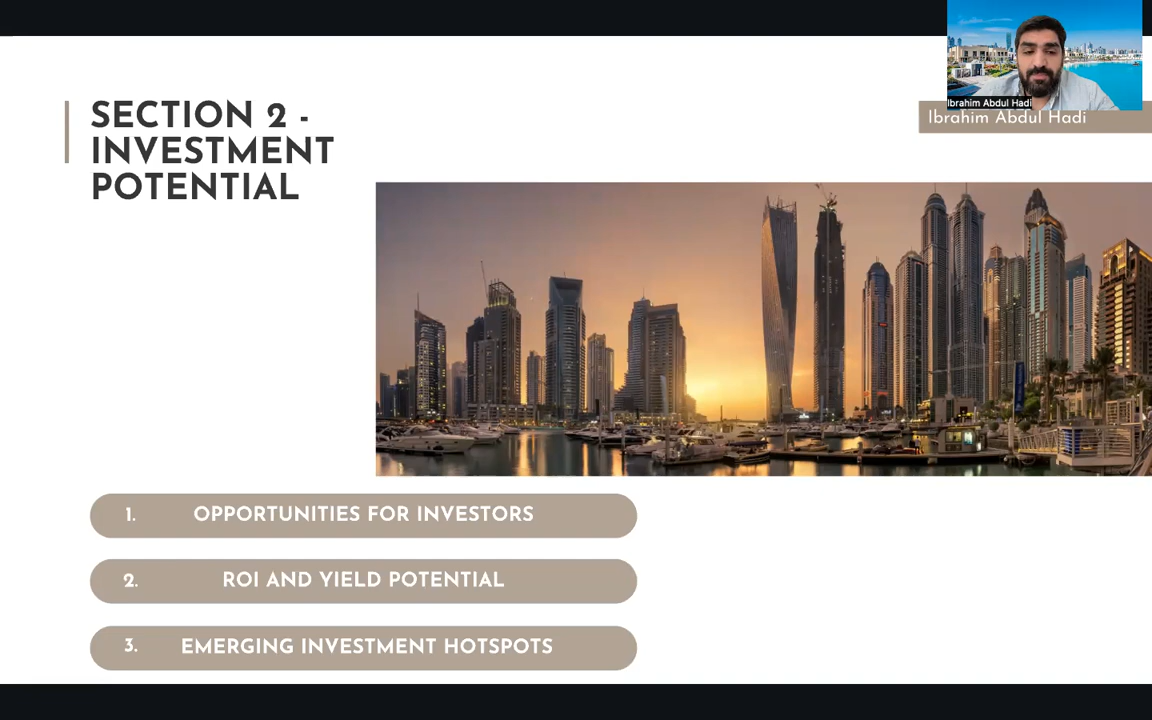 Ibrahim Abdul Hadi
Ibrahim Abdul Hadi
SECTION 2 -
INVESTMENT
POTENTIAL
1. OPPORTUNITIES FOR INVESTORS
2. ROI AND YIELD POTENTIAL
3. EMERGING INVESTMENT HOTSPOTS